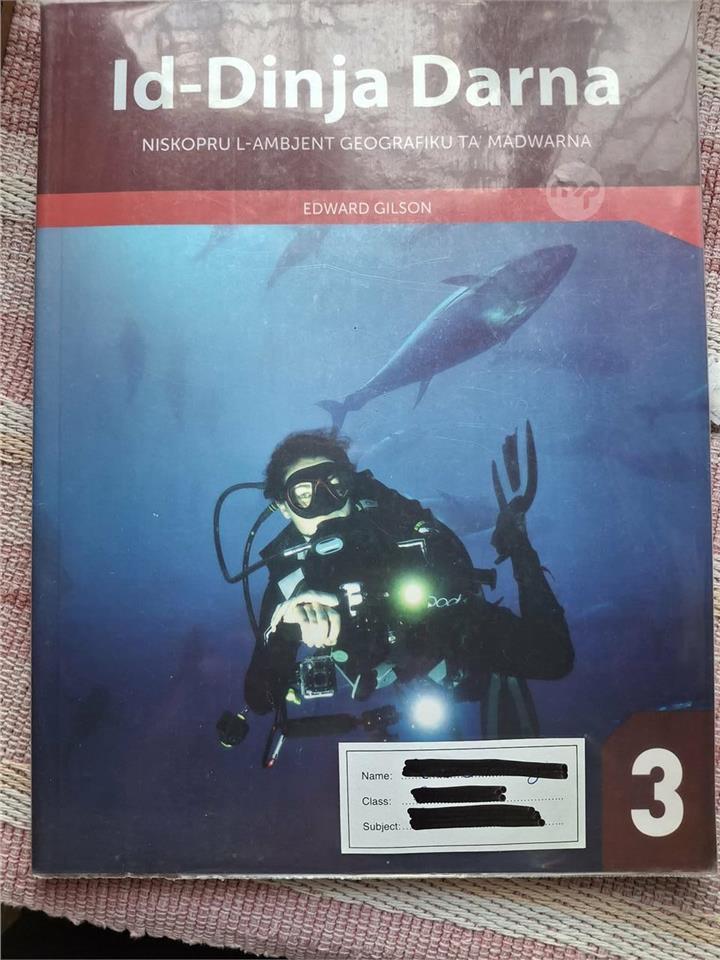 Id-Dinja Darna
NISKOPRU L-AMBJENT GEOGRAFIKU TA' MADWARNA
EDWARD GILSON
Name:
Class:
Subject:
3